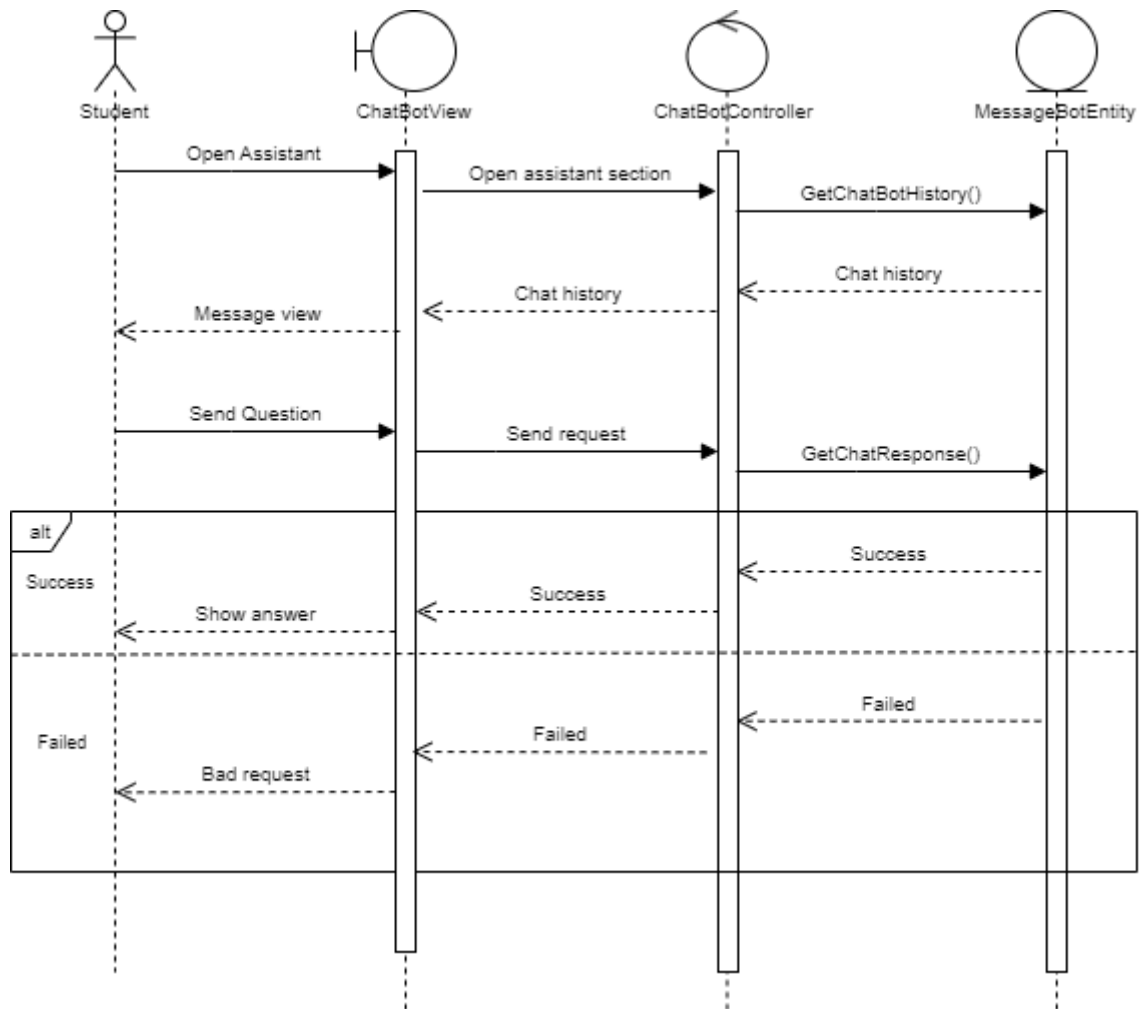 Student
ChatBotView
ChatBotController
MessageBotEntity
Open Assistant
Open assistant section
GetChatBotHistory()
Chat history
Chat history
Message view
Send Question
Send request
GetChatResponse()
alt
Success
Success
Success
Show answer
Failed
Failed
Failed
Bad request